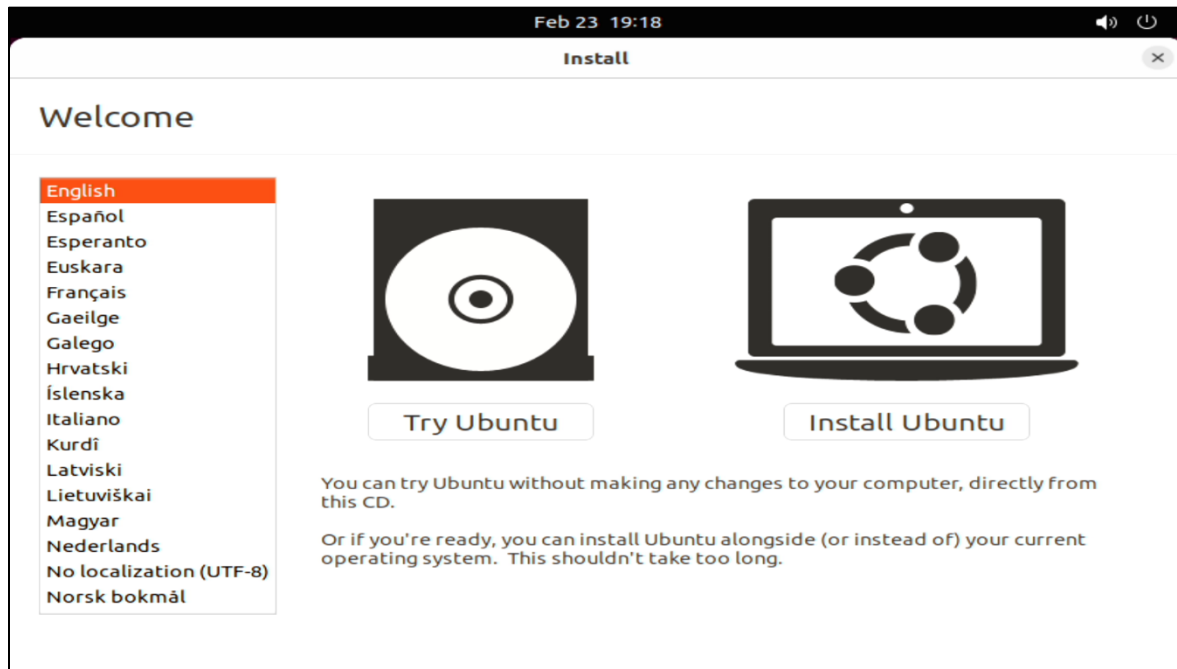 Feb 23 19:18
Install
Welcome
English
Español
Esperanto
Euskara
Français
Gaeilge
Galego
Hrvatski
Íslenska
Italiano
Kurdî
Latviski
Lietuviškai
Magyar
Nederlands
No localization (UTF-8)
Norsk bokmål
Try Ubuntu
Install Ubuntu
You can try Ubuntu without making any changes to your computer, directly from
this CD.
Or if you're ready, you can install Ubuntu alongside (or instead of) your current
operating system. This shouldn't take too long.